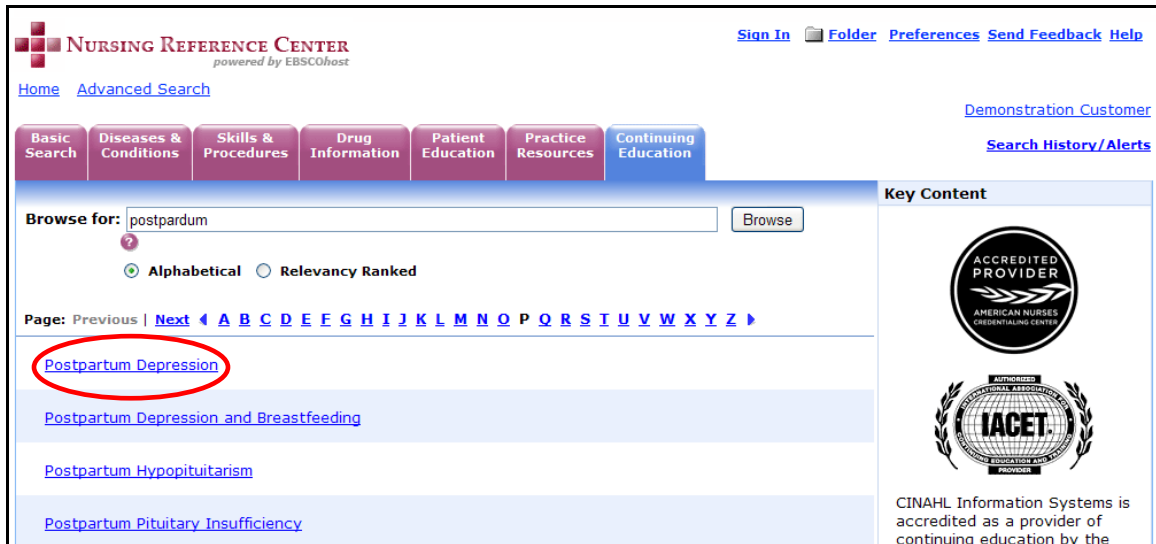 Sign In Folder Preferences Send Feedback Help
NURSING REFERENCE CENTER
powered by EBSCOhost
Home Advanced Search
Demonstration Customer
Search History/Alerts
Basic Search
Diseases & Conditions
Skills & Procedures
Drug Information
Patient Education
Practice Resources
Continuing Education
Browse for: postpardum Browse
?
Alphabetical Relevancy Ranked
Page: Previous | Next A B C D E F G H I J K L M N O P Q R S T U V W X Y Z
Postpartum Depression
Postpartum Depression and Breastfeeding
Postpartum Hypopituitarism
Postpartum Pituitary Insufficiency
Key Content
ACCREDITED
PROVIDER
AMERICAN NURSES
CREDENTIALING CENTER
AUTHORIZED
INTERNATIONAL ASSOCIATION FOR
IACET.
CONTINUING EDUCATION AND TRAINING
PROVIDER
CINAHL Information Systems is
accredited as a provider of
continuing education by the